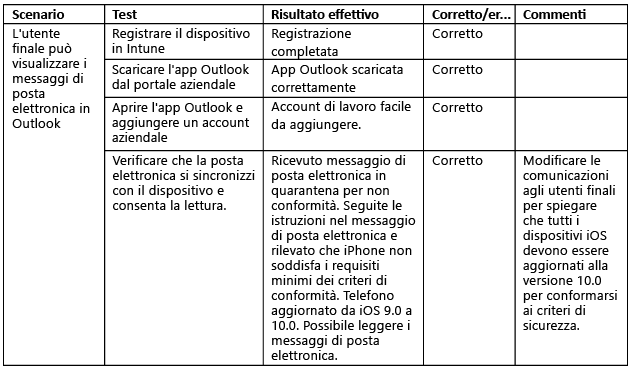 Scenario
Test
Risultato effettivo
Corretto/er...
Commenti
L'utente
finale può
visualizzare i
messaggi di
posta
elettronica in
Outlook
Registrare il dispositivo
in Intune
Registrazione
completata
Corretto
Scaricare l'app Outlook
dal portale aziendale
App Outlook scaricata
correttamente
Corretto
Aprire l'app Outlook e
aggiungere un account
aziendale
Account di lavoro facile
da aggiungere.
Corretto
Verificare che la posta
elettronica si sincronizzi
con il dispositivo e
consenta la lettura.
Ricevuto messaggio di
posta elettronica in
quarantena per non
conformità. Seguite le
istruzioni nel messaggio
di posta elettronica e
rilevato che iPhone non
soddisfa i requisiti
minimi dei criteri di
conformità. Telefono
aggiornato da iOS 9.0 a
10.0. Possibile leggere i
messaggi di posta
elettronica.
Corretto
Modificare le
comunicazioni
agli utenti finali
per spiegare
che tutti i
dispositivi iOS
devono essere
aggiornati alla
versione 10.0
per conformarsi
ai criteri di
sicurezza.